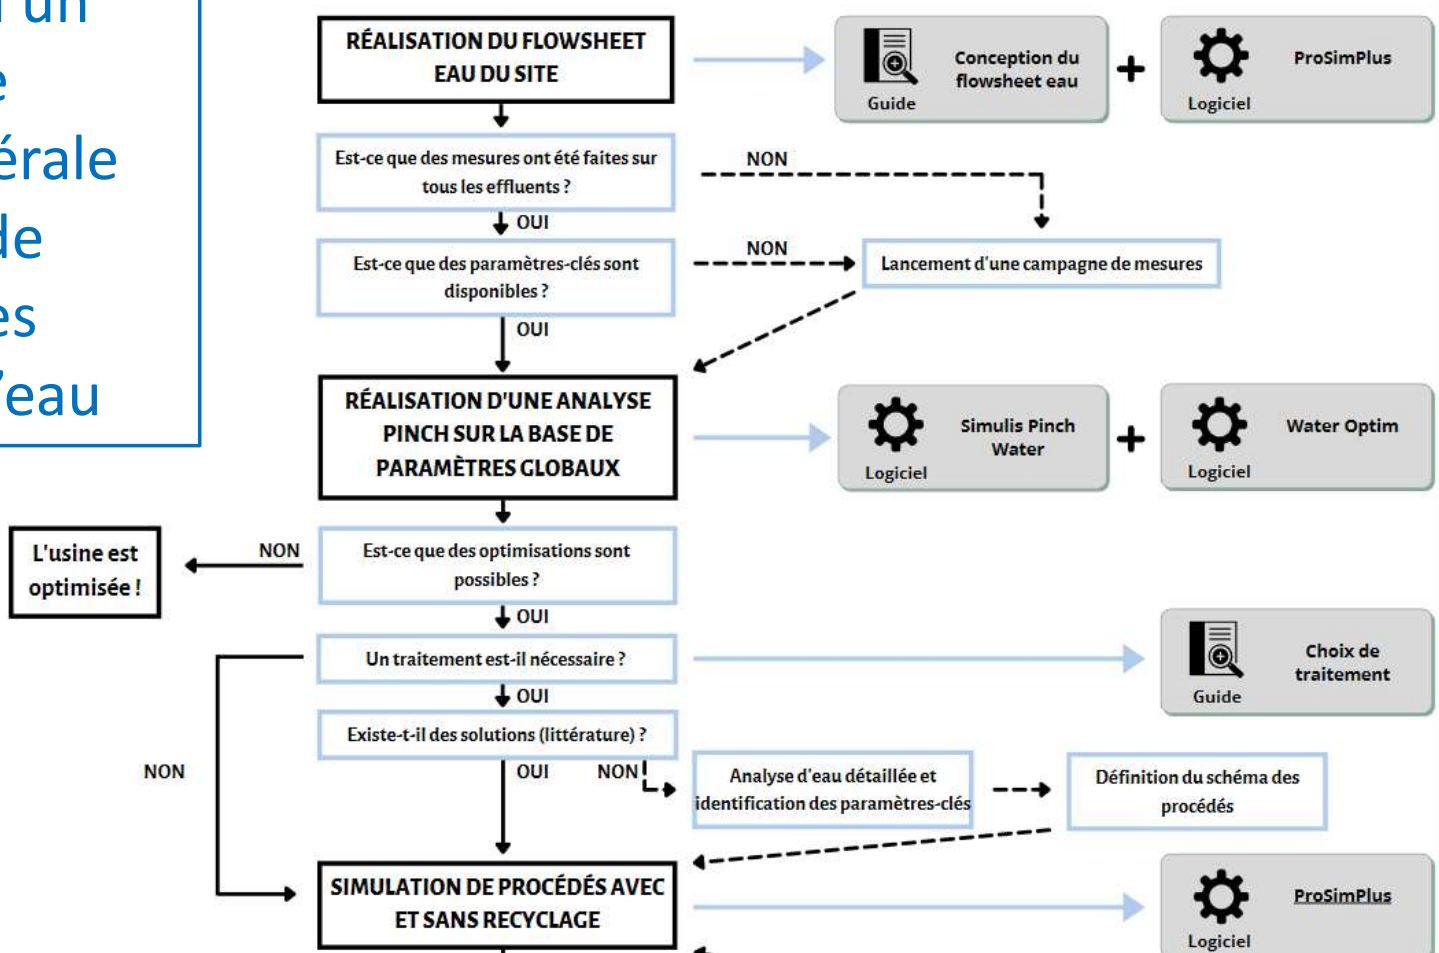 un
e
érale
de
es
'eau
RÉALISATION DU FLOWSHEET
EAU DU SITE
Guide
Conception du
flowsheet eau
+
Logiciel
ProSimPlus
Est-ce que des mesures ont été faites sur
tous les effluents ?
NON
OUI
Est-ce que des paramètres-clés sont
disponibles ?
NON
Lancement d'une campagne de mesures
OUI
RÉALISATION D'UNE ANALYSE
PINCH SUR LA BASE DE
PARAMÈTRES GLOBAUX
Logiciel
Simulis Pinch
Water
+
Logiciel
Water Optim
L'usine est
optimisée !
NON
Est-ce que des optimisations sont
possibles ?
OUI
Un traitement est-il nécessaire ?
Guide
Choix de
traitement
OUI
Existe-t-il des solutions (littérature) ?
NON
OUI
NON
Analyse d'eau détaillée et
identification des paramètres-clés
Définition du schéma des
procédés
SIMULATION DE PROCÉDÉS AVEC
ET SANS RECYCLAGE
Logiciel
ProSimPlus